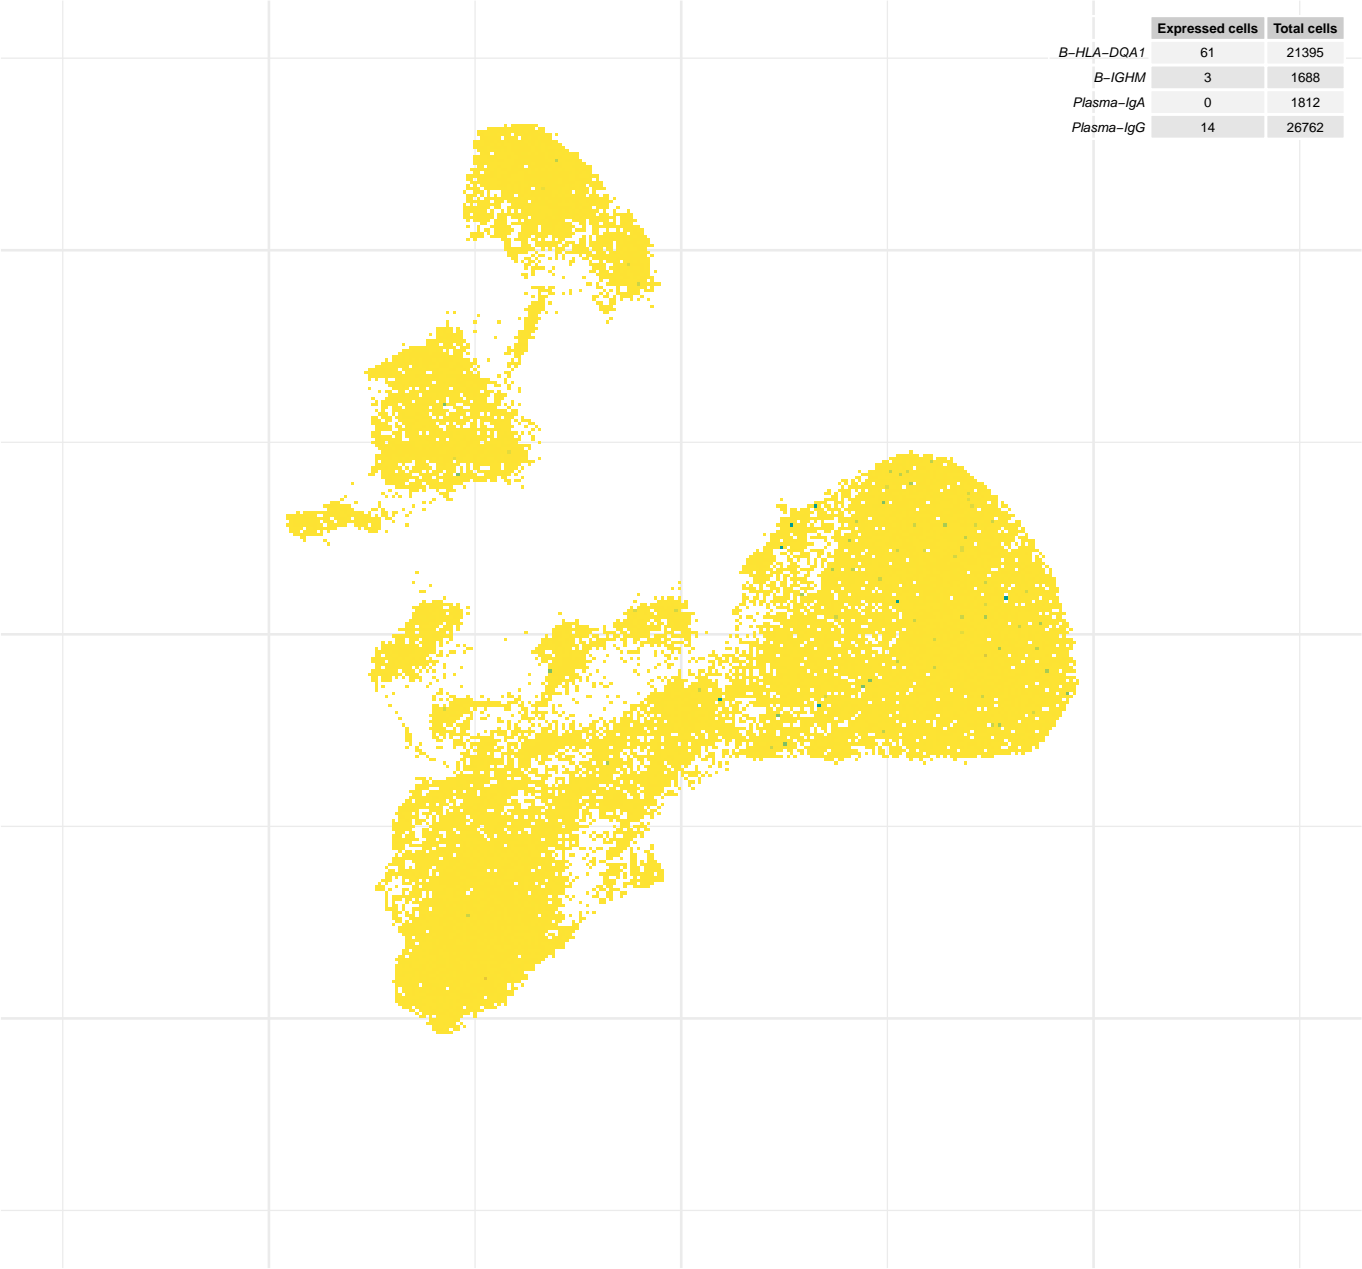 Expressed cells Total cells
B−HLA−DQA1 61 21395
B−IGHM 3 1688
Plasma−IgA 0 1812
Plasma−IgG 14 26762